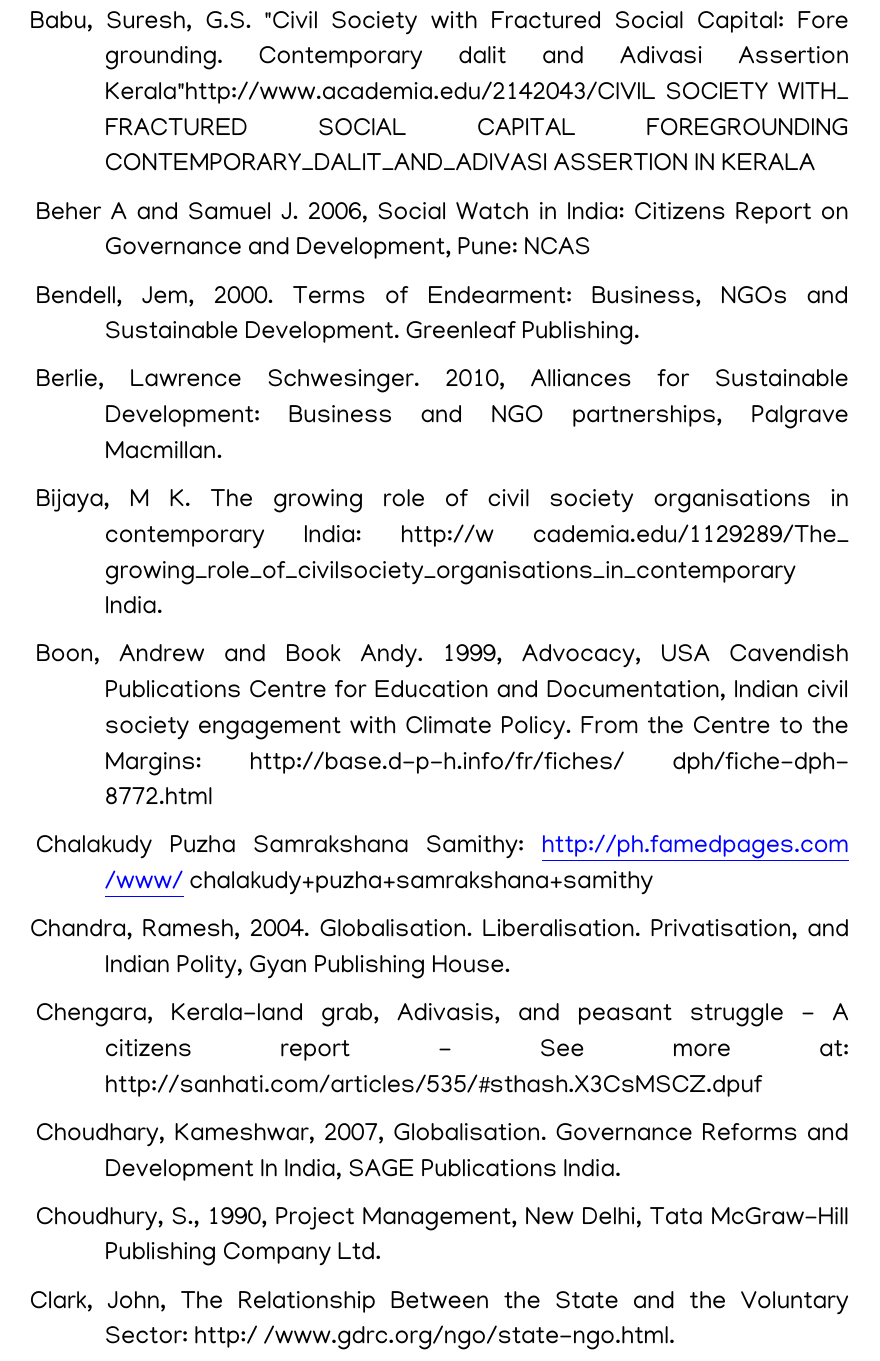 Babu, Suresh, G.S. "Civil Society with Fractured Social Capital: Fore
grounding. Contemporary dalit and Adivasi Assertion
Kerala"http://www.academia.edu/2142043/CIVIL SOCIETY WITH_
FRACTURED SOCIAL CAPITAL FOREGROUNDING
CONTEMPORARY_DALIT_AND_ADIVASI ASSERTION IN KERALA
Beher A and Samuel J. 2006, Social Watch in India: Citizens Report on
Governance and Development, Pune: NCAS
Bendell, Jem, 2000. Terms of Endearment: Business, NGOs and
Sustainable Development. Greenleaf Publishing.
Berlie, Lawrence Schwesinger. 2010, Alliances for Sustainable
Development: Business and NGO partnerships, Palgrave
Macmillan.
Bijaya, M K. The growing role of civil society organisations in
contemporary India: http://w cademia.edu/1129289/The_
growing_role_of_civilsociety_organisations_in_contemporary
India.
Boon, Andrew and Book Andy. 1999, Advocacy, USA Cavendish
Publications Centre for Education and Documentation, Indian civil
society engagement with Climate Policy. From the Centre to the
Margins: http://base.d-p-h.info/fr/fiches/ dph/fiche-dph-
8772.html
Chalakudy Puzha Samrakshana Samithy: http://ph.famedpages.com
/www/ chalakudy+puzha+samrakshana+samithy
Chandra, Ramesh, 2004. Globalisation. Liberalisation. Privatisation, and
Indian Polity, Gyan Publishing House.
Chengara, Kerala-land grab, Adivasis, and peasant struggle - A
citizens report - See more at:
http://sanhati.com/articles/535/#sthash.X3CsMSCZ.dpuf
Choudhary, Kameshwar, 2007, Globalisation. Governance Reforms and
Development In India, SAGE Publications India.
Choudhury, S., 1990, Project Management, New Delhi, Tata McGraw-Hill
Publishing Company Ltd.
Clark, John, The Relationship Between the State and the Voluntary
Sector: http:/ /www.gdrc.org/ngo/state-ngo.html.